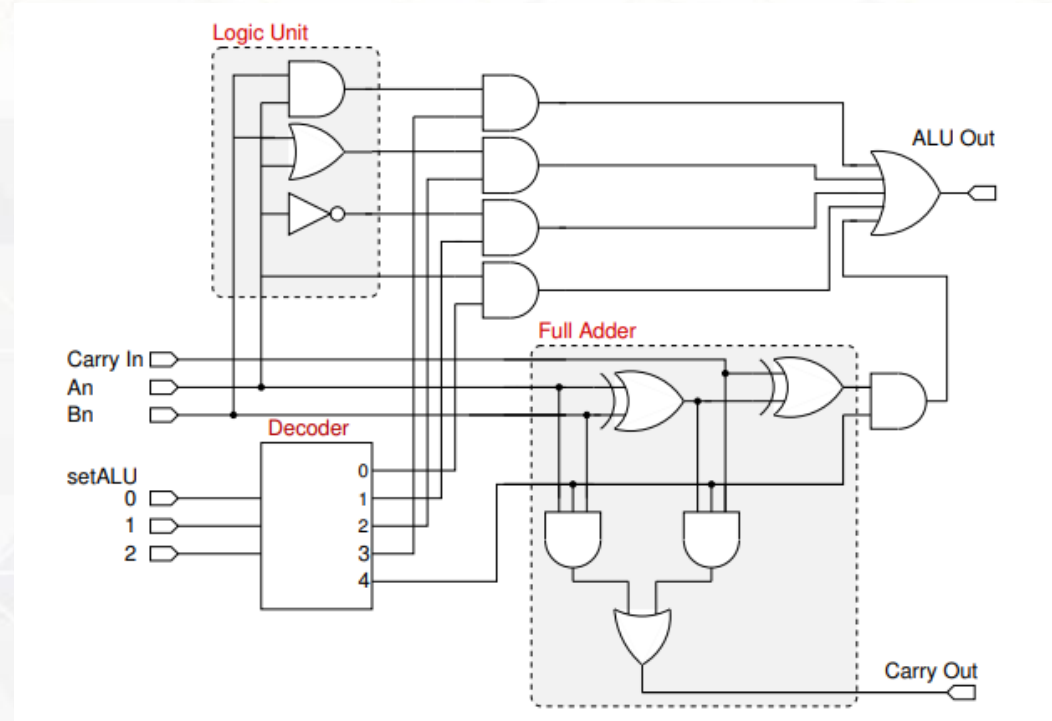 Logic Unit
ALU Out
Full Adder
Carry In
An
Bn
Decoder
setALU
0
1
2
0
1
2
3
4
Carry Out